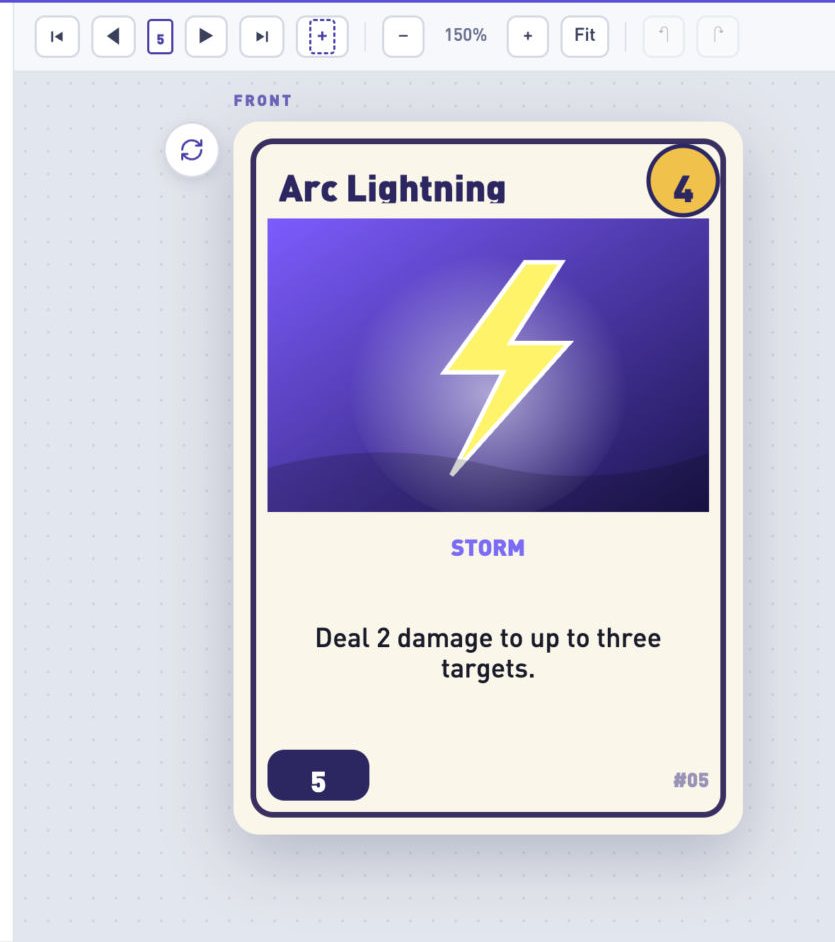 5
150%
Fit
FRONT
Arc Lightning
4
STORM
Deal 2 damage to up to three
targets.
5
#05